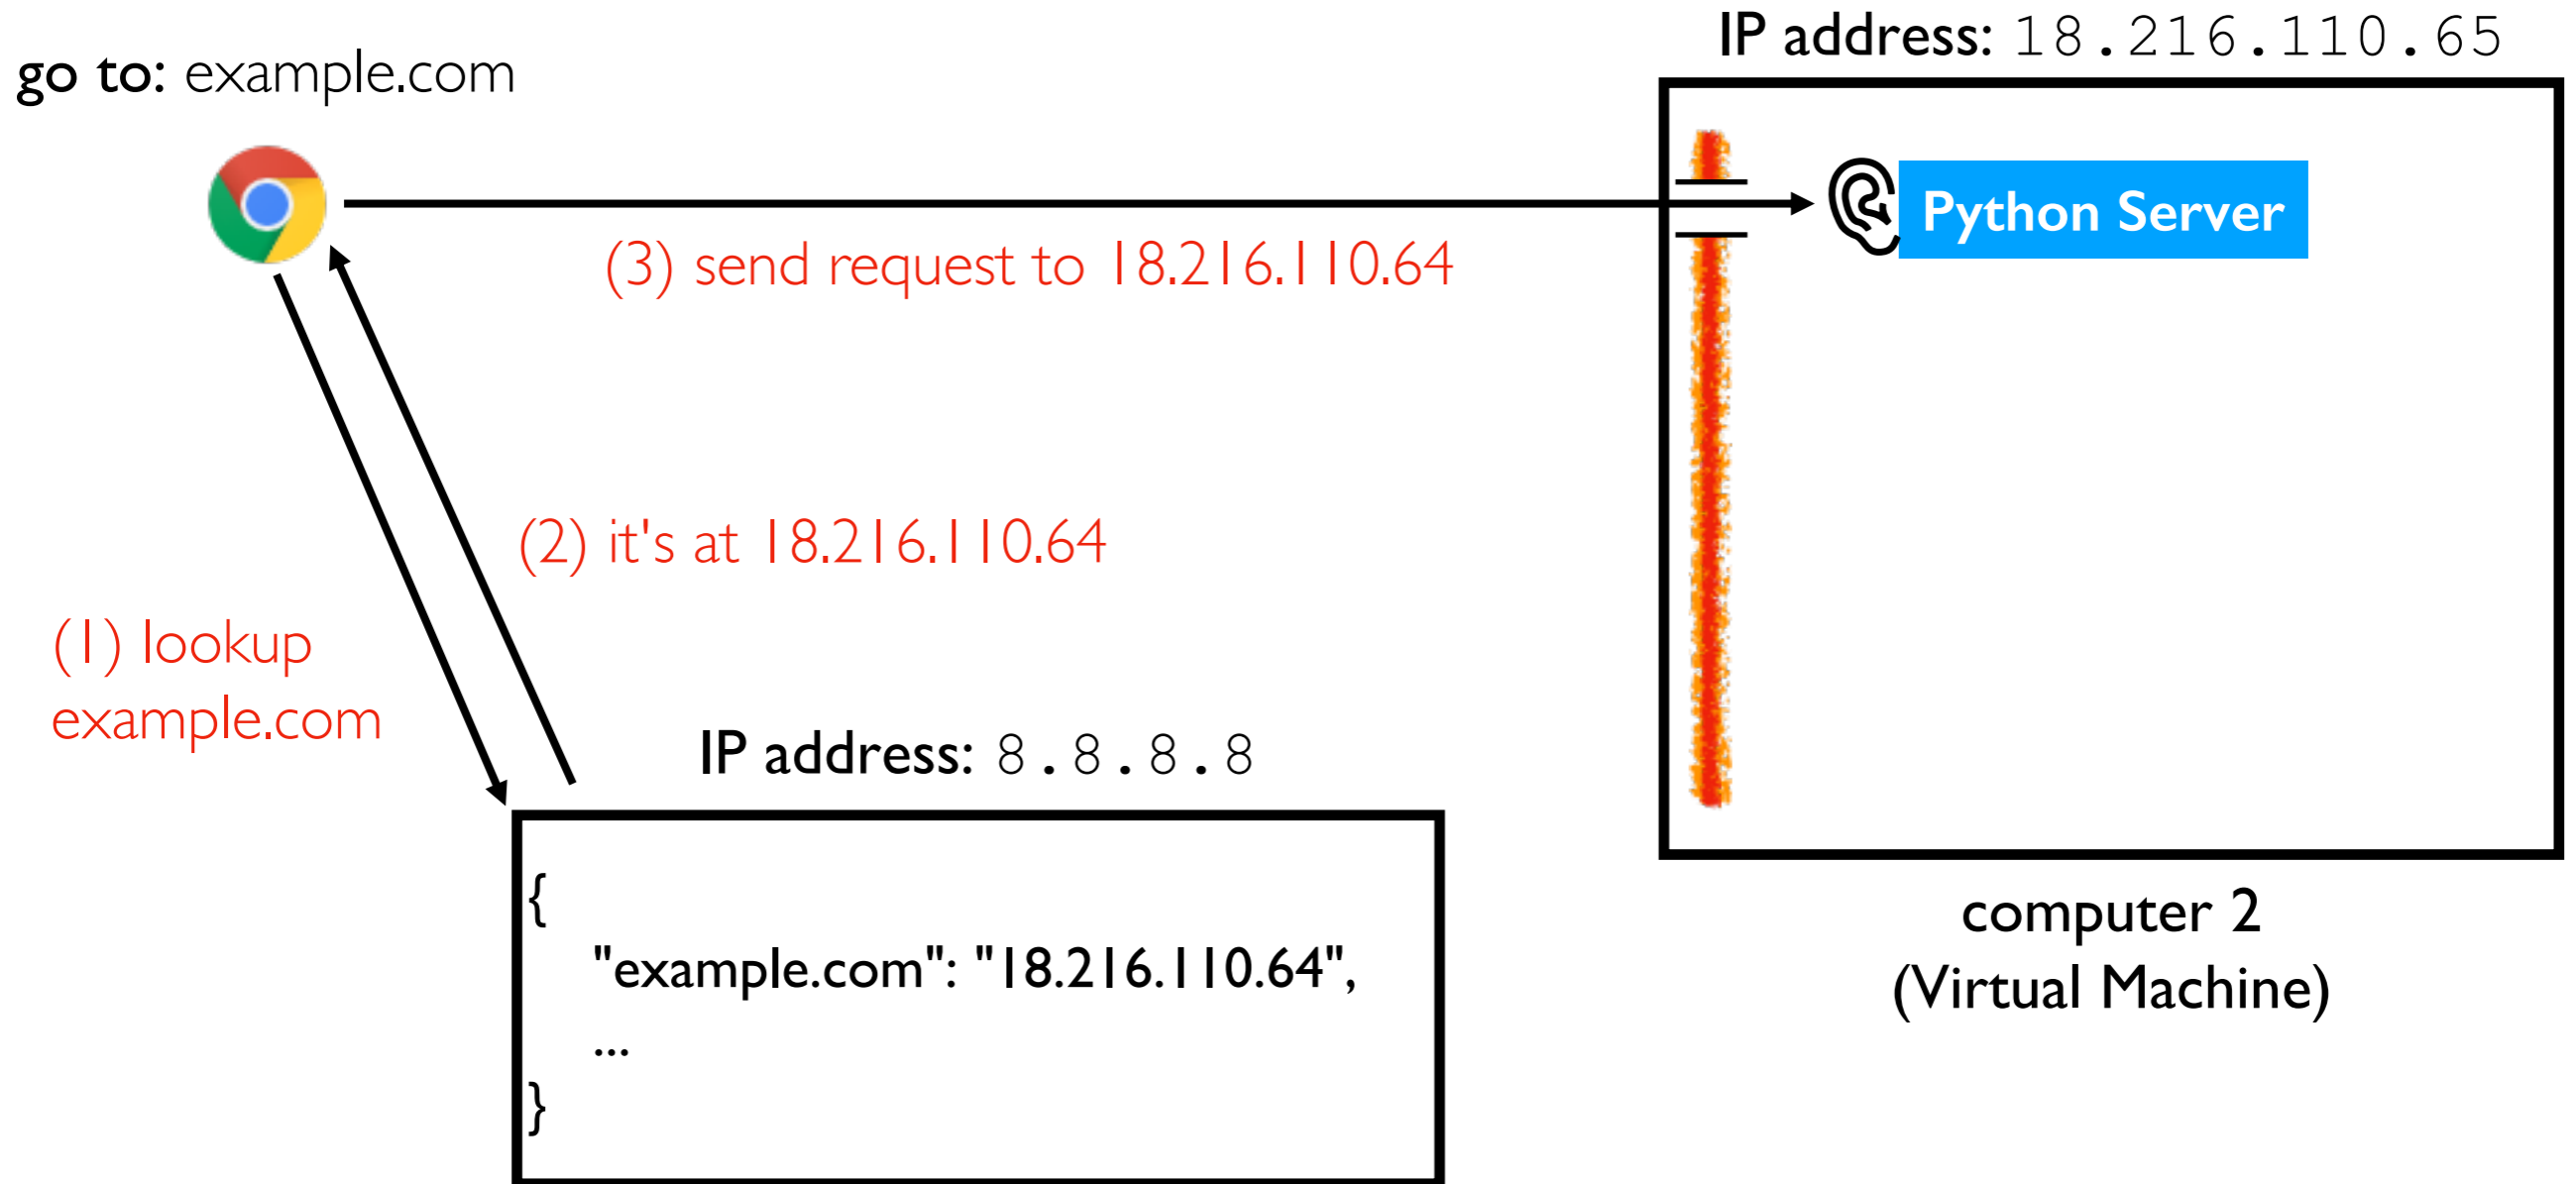 go to: example.com
IP address: 18.216.110.65
Python Server
(3) send request to 18.216.110.64
(2) it's at 18.216.110.64
(1) lookup
example.com
IP address: 8.8.8.8
{
"example.com": "18.216.110.64",
...
}
computer 2
(Virtual Machine)